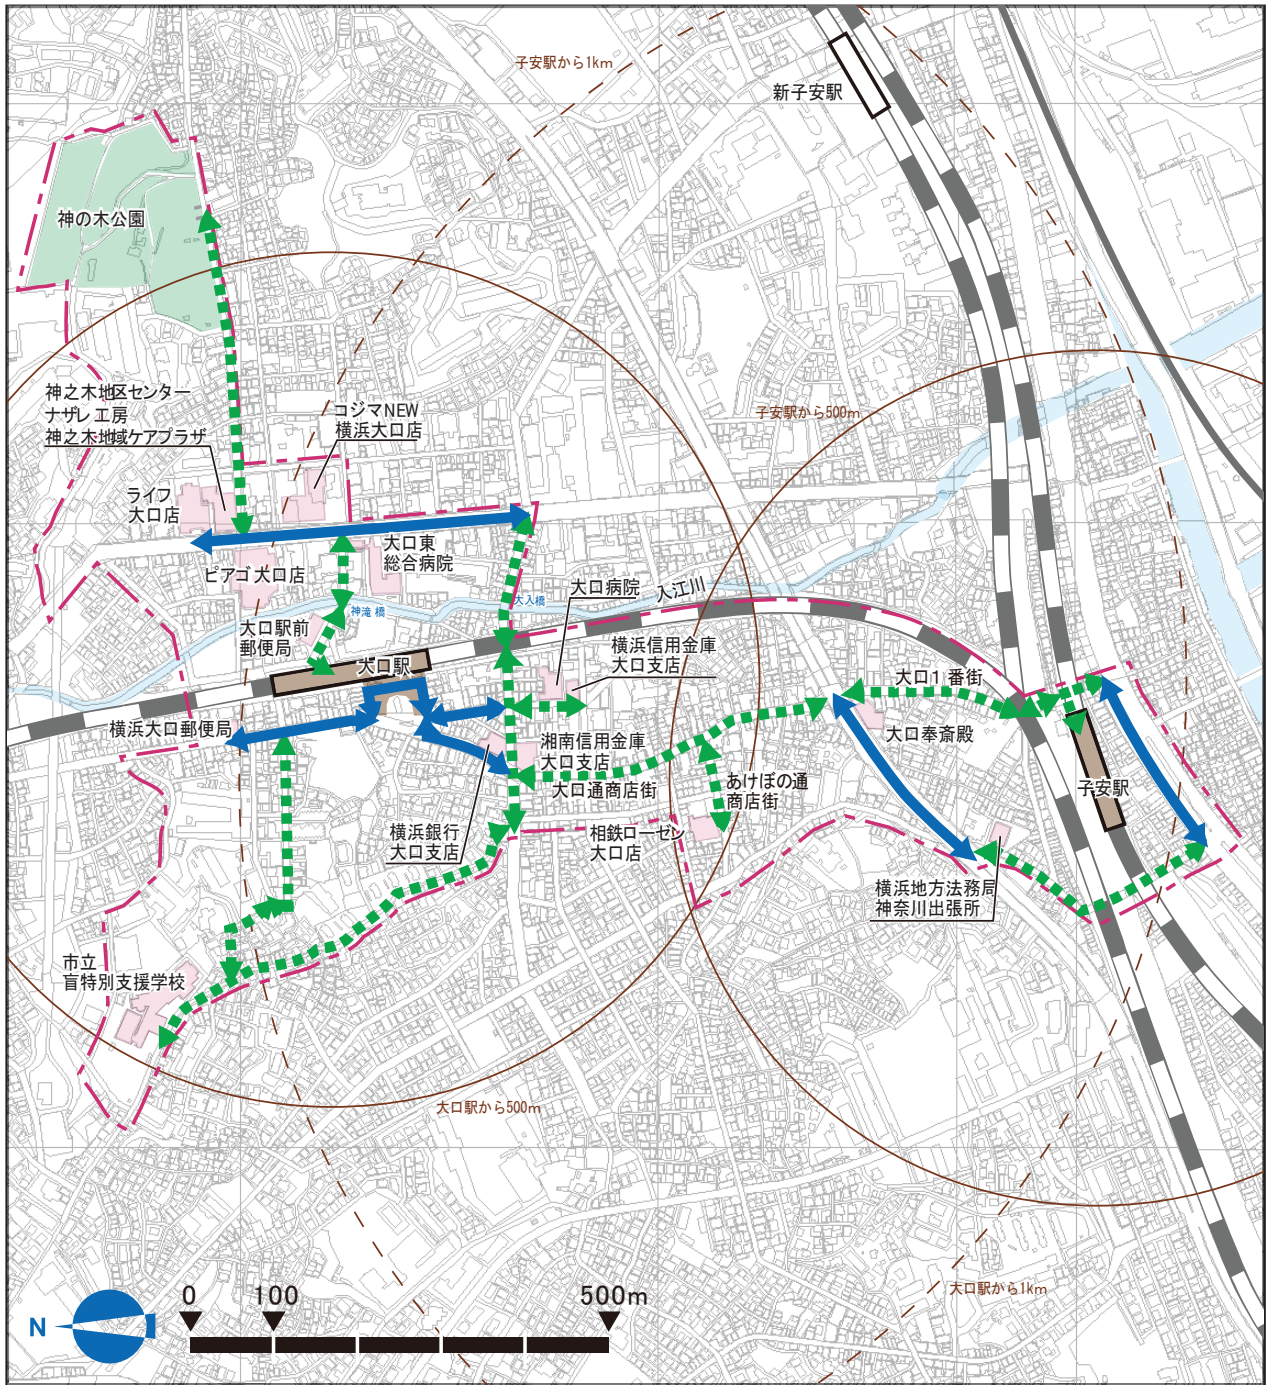 子安駅から1km
新子安駅
神の木公園
子安駅から500m
神之木地区センター
ナザレ工房
神之木地域ケアプラザ
コジマNEW
横浜大口店
ライフ
大口店
大口東
総合病院
ピアゴ大口店
大口病院
入江川
大入橋
神滝橋
大口駅前
郵便局
横浜信用金庫
大口支店
大口駅
大口1番街
横浜大口郵便局
大口奉斎殿
湘南信用金庫
大口支店
大口通商店街
あけぼの通
商店街
子安駅
横浜銀行
大口支店
相鉄ローゼン
大口店
横浜地方法務局
神奈川出張所
市立
盲特別支援学校
大口駅から500m
大口駅から1km
N
0 100 500m